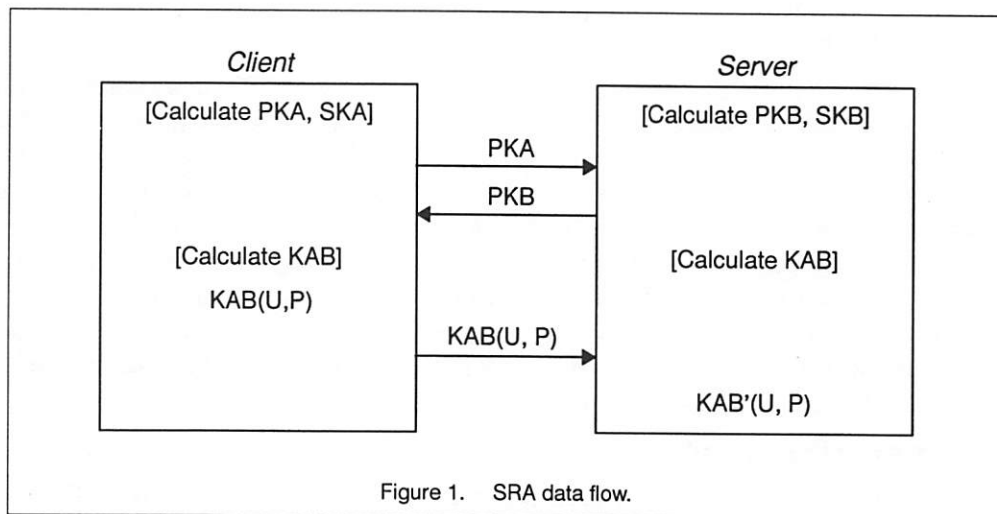 Client
Server
[Calculate PKA, SKA]
[Calculate PKB, SKB]
PKA
PKB
[Calculate KAB]
[Calculate KAB]
KAB(U,P)
KAB(U, P)
KAB’(U, P)
Figure 1. SRA data flow.